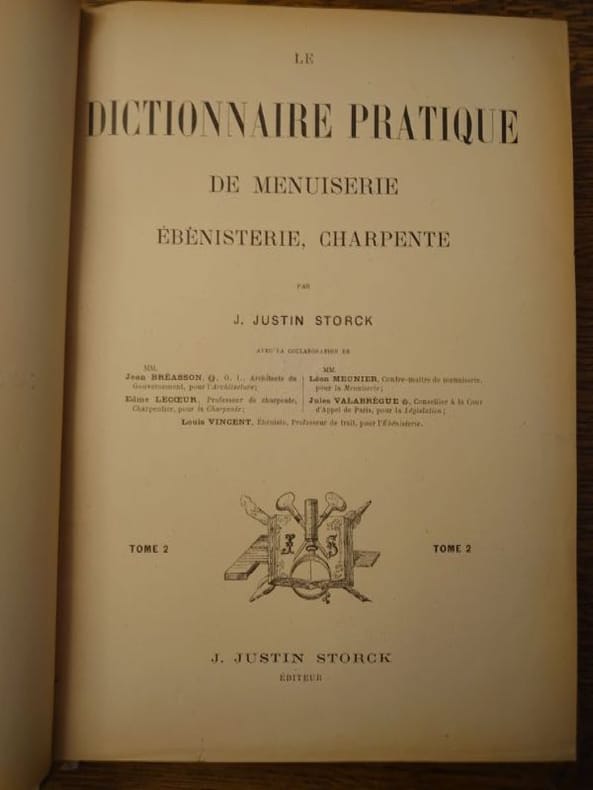 LE
DICTIONNAIRE PRATIQUE
DE MENUISERIE
ÉBÉNISTERIE, CHARPENTE
PAR
J. JUSTIN STORCK
AVEC LA COLLABORATION DE
MM.
Jean BRÉASSON, O. I., Architecte du
Gouvernement, pour l'Architecture;
Edme LECŒUR, Professeur de charpente,
Charpentier, pour la Charpente;
MM.
Léon MEUNIER, Contre-maître de menuiserie,
pour la Menuiserie;
Jules VALABRÈGUE, Conseiller à la Cour
d'Appel de Paris, pour la Législation;
Louis VINCENT, Ébéniste, Professeur de trait, pour l'Ébénisterie.
TOME 2
J S
TOME 2
J. JUSTIN STORCK
ÉDITEUR